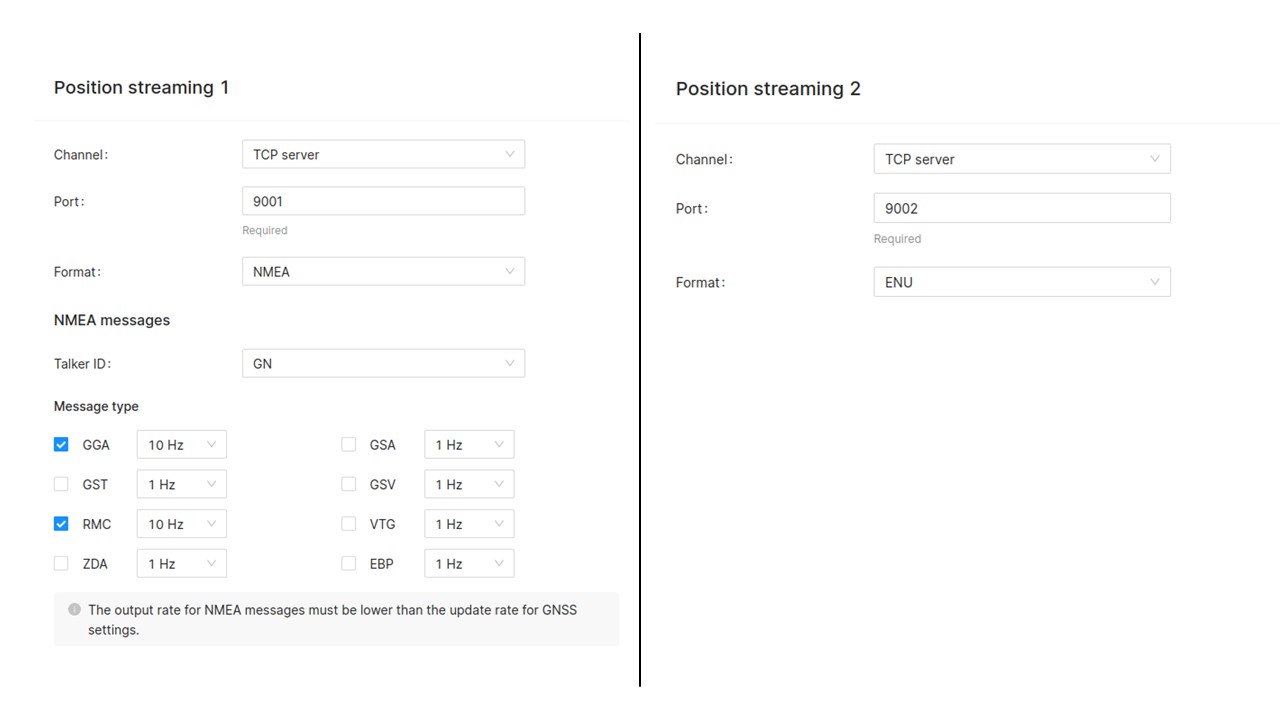 Position streaming 1
Channel:
TCP server
Port:
9001
Required
Format:
NMEA
NMEA messages
Talker ID:
GN
Message type
GGA
10 Hz
GSA
1 Hz
GST
1 Hz
GSV
1 Hz
RMC
10 Hz
VTG
1 Hz
ZDA
1 Hz
EBP
1 Hz
The output rate for NMEA messages must be lower than the update rate for GNSS
settings.
Position streaming 2
Channel:
TCP server
Port:
9002
Required
Format:
ENU